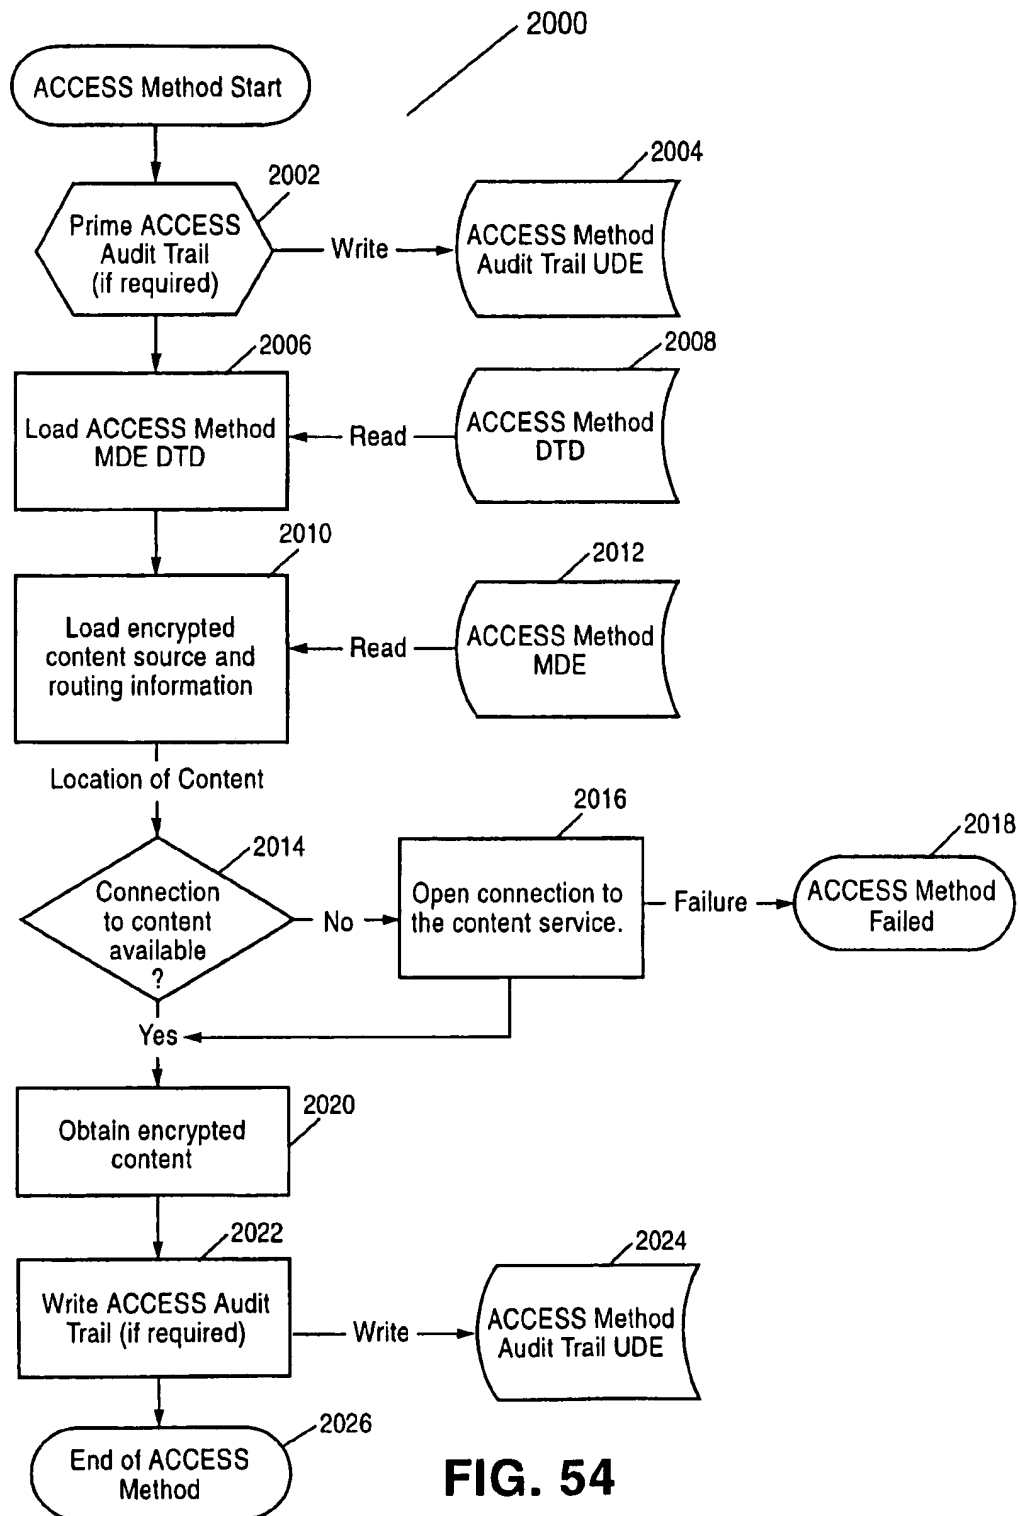 2000
ACCESS Method Start
2002
Prime ACCESS
Audit Trail
(if required)
Write
2004
ACCESS Method
Audit Trail UDE
2006
Load ACCESS Method
MDE DTD
Read
2008
ACCESS Method
DTD
2010
Load encrypted
content source and
routing information
Read
2012
ACCESS Method
MDE
Location of Content
2014
Connection
to content
available
?
No
2016
Open connection to
the content service.
Failure
2018
ACCESS Method
Failed
Yes
2020
Obtain encrypted
content
2022
Write ACCESS Audit
Trail (if required)
Write
2024
ACCESS Method
Audit Trail UDE
2026
End of ACCESS
Method
FIG. 54